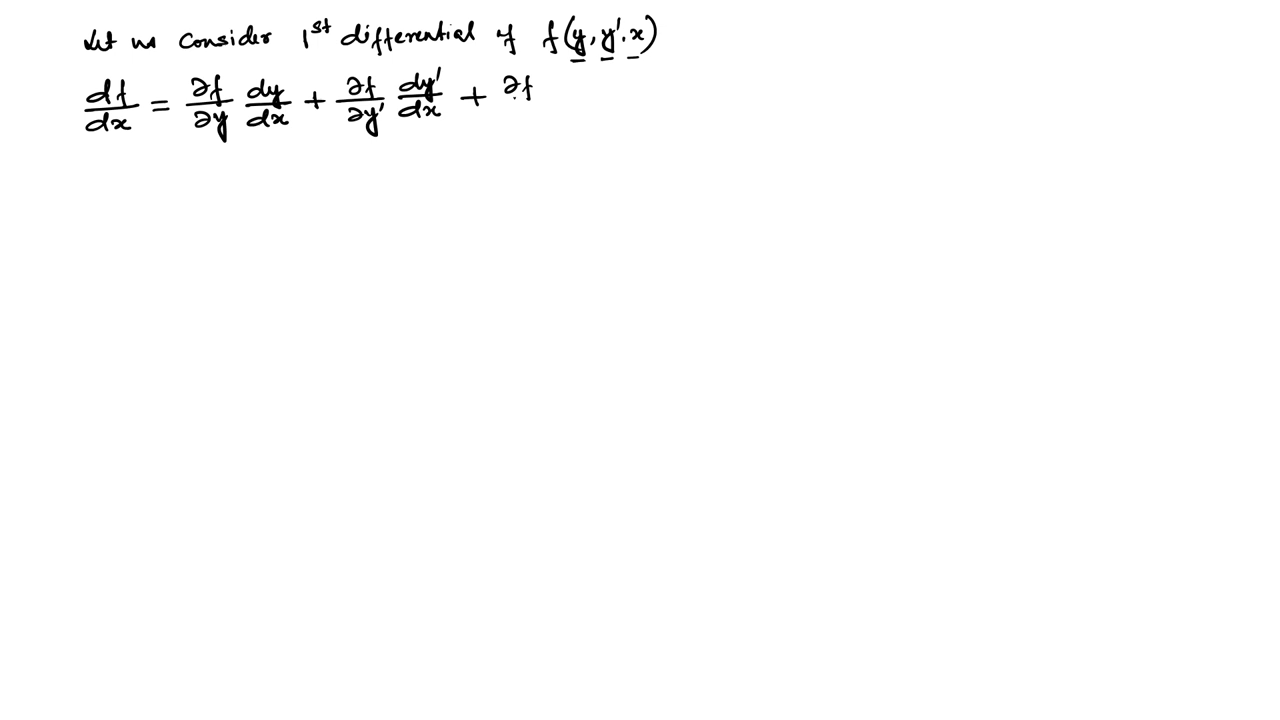 Let us consider 1st differential of f(y, y'. x)
df/dx = ∂f/∂y dy/dx + ∂f/∂y' dy'/dx + ∂f